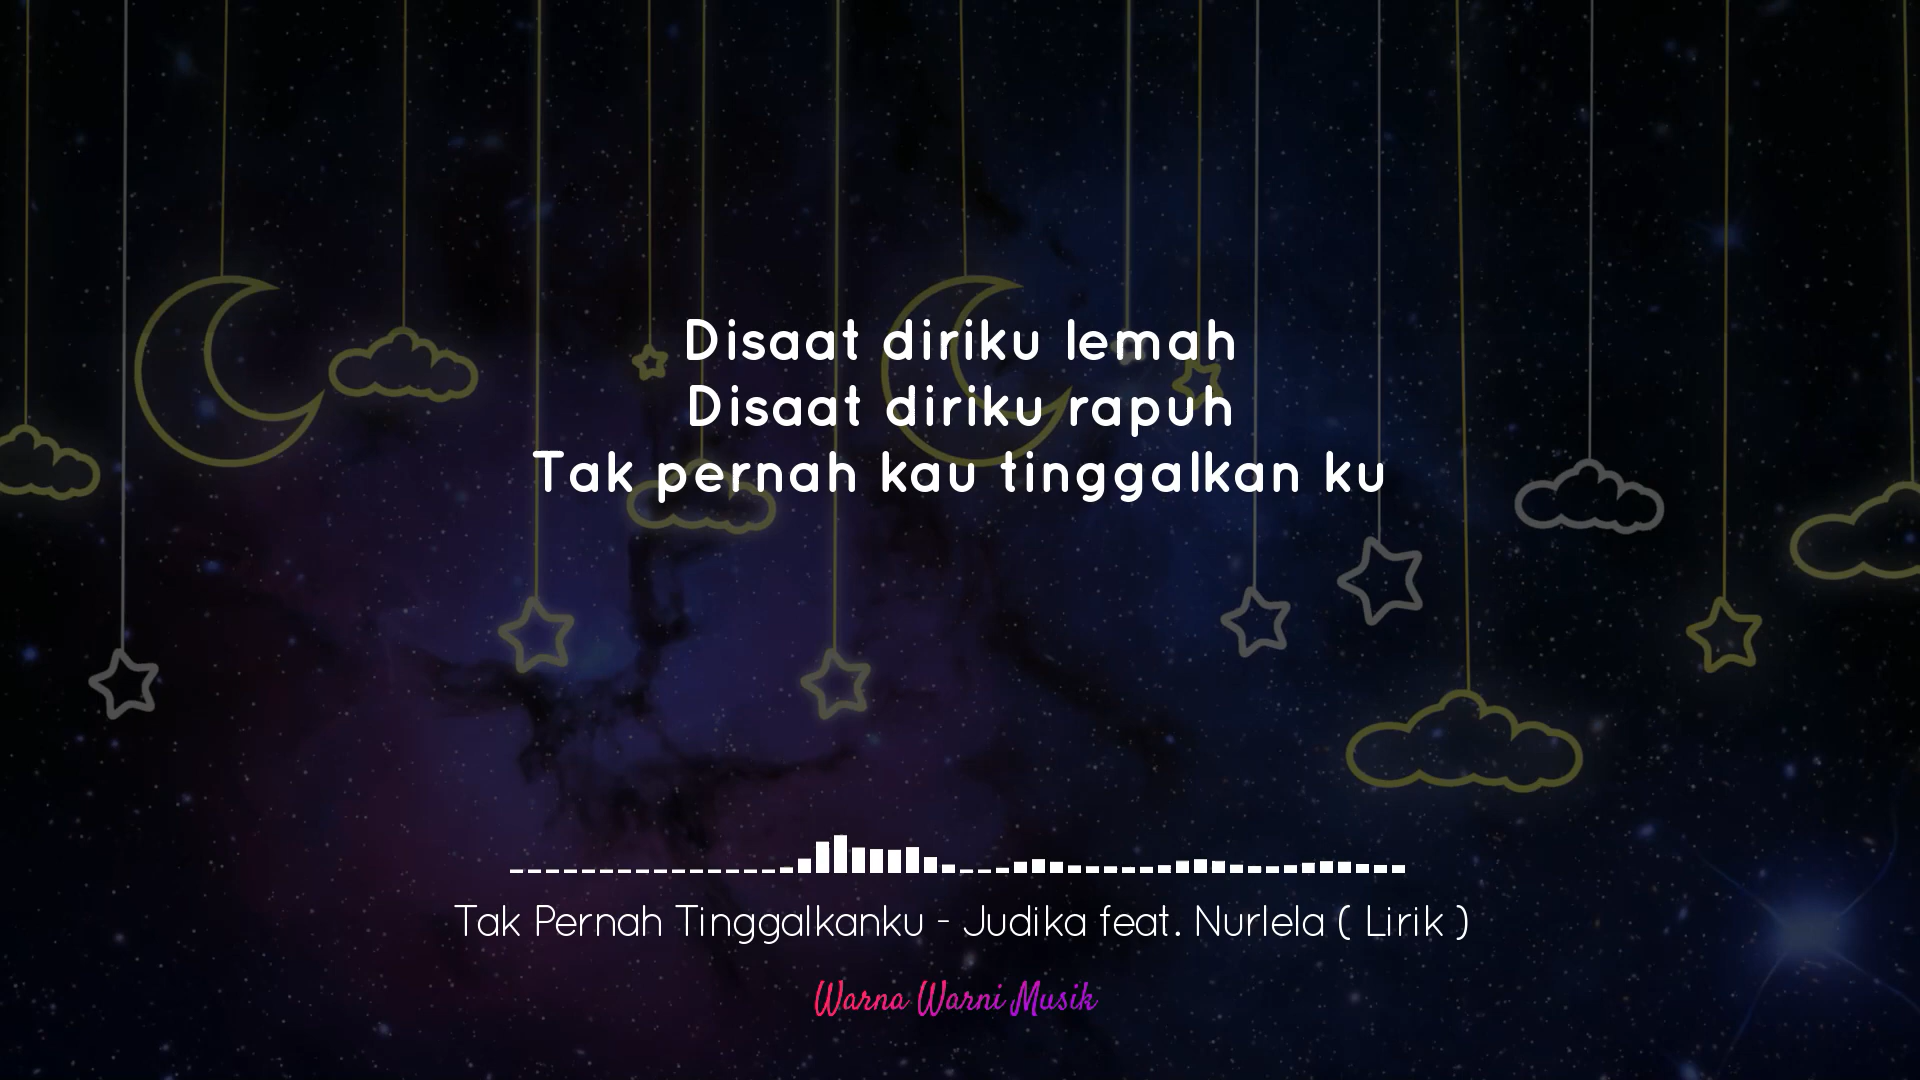 Disaat diriku lemah
Disaat diriku rapuh
Tak pernah kau tinggalkan ku
Tak Pernah Tinggalkanku - Judika feat. Nurlela ( Lirik )
Warna Warni Musik